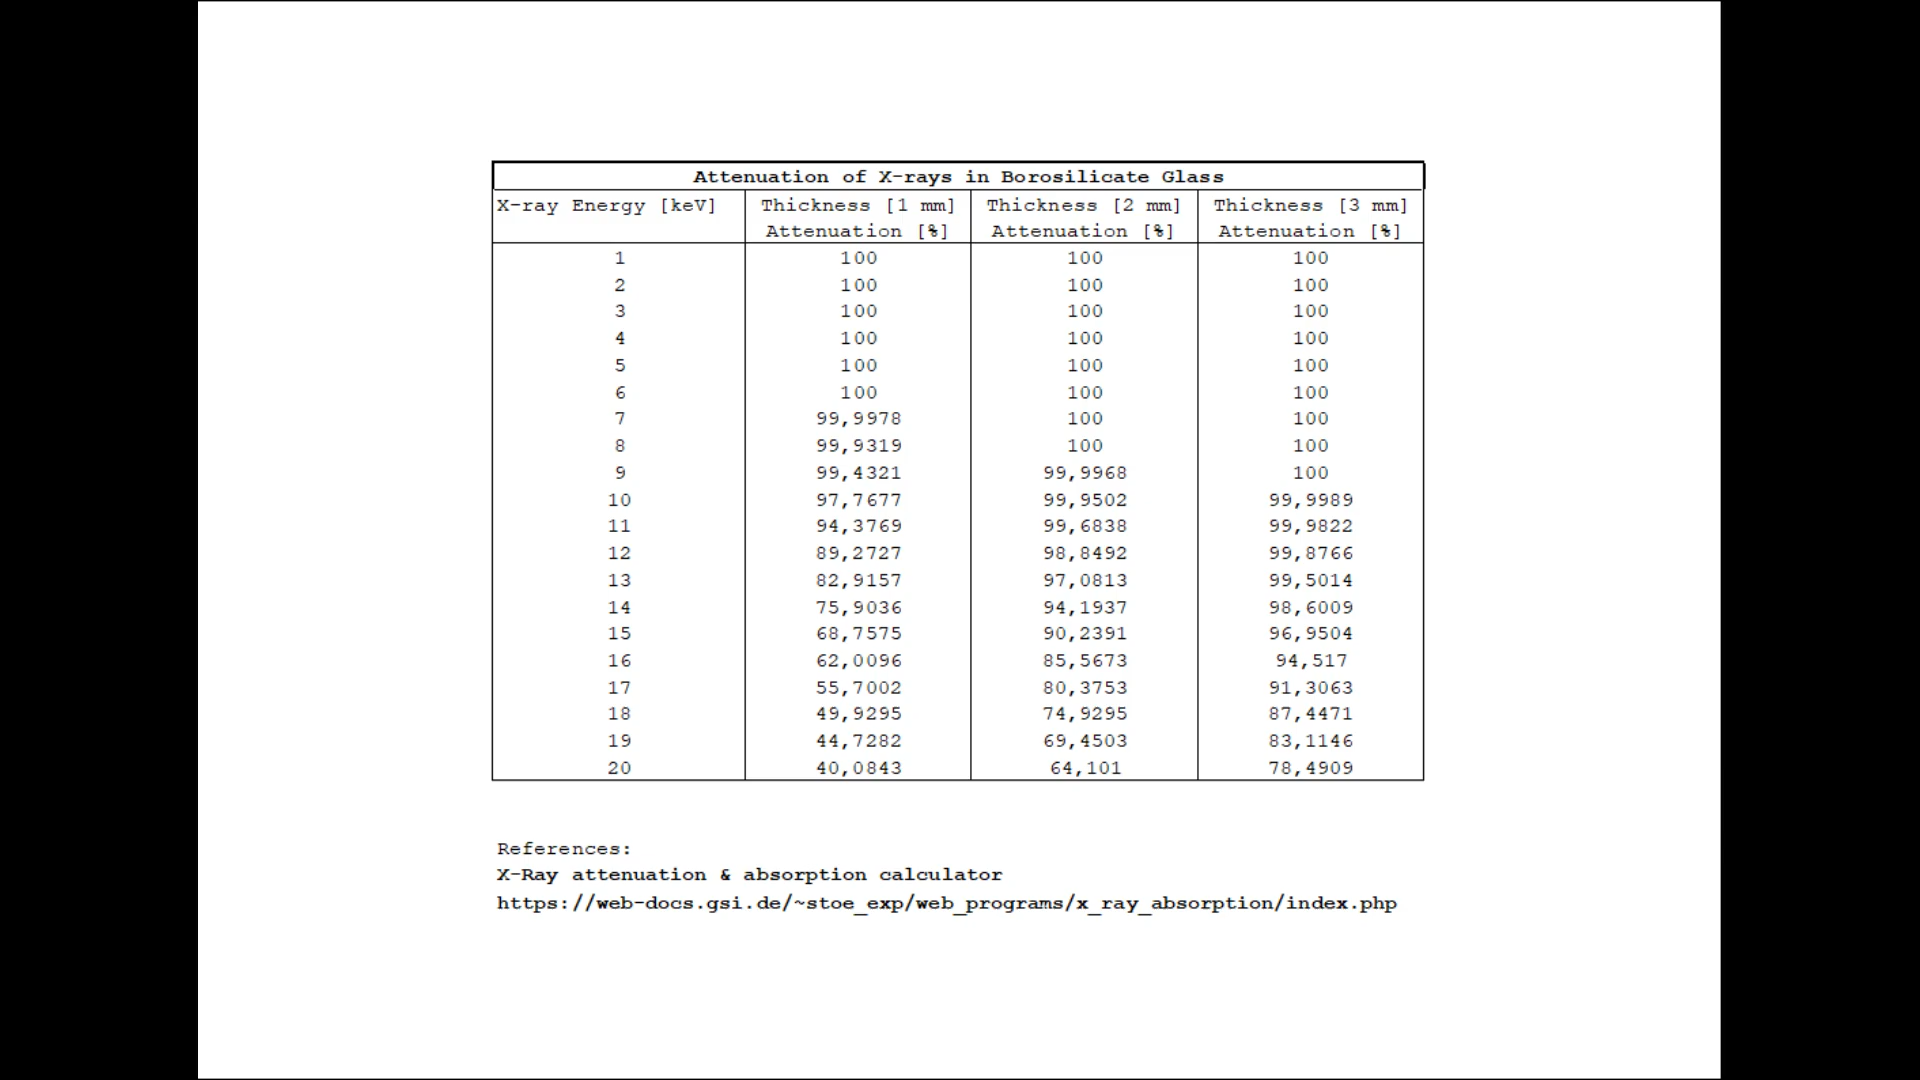 Attenuation of X-rays in Borosilicate Glass
X-ray Energy [keV] Thickness [1 mm] Thickness [2 mm] Thickness [3 mm]
Attenuation [%] Attenuation [%] Attenuation [%]
1 100 100 100
2 100 100 100
3 100 100 100
4 100 100 100
5 100 100 100
6 100 100 100
7 99,9978 100 100
8 99,9319 100 100
9 99,4321 99,9968 100
10 97,7677 99,9502 99,9989
11 94,3769 99,6838 99,9822
12 89,2727 98,8492 99,8766
13 82,9157 97,0813 99,5014
14 75,9036 94,1937 98,6009
15 68,7575 90,2391 96,9504
16 62,0096 85,5673 94,517
17 55,7002 80,3753 91,3063
18 49,9295 74,9295 87,4471
19 44,7282 69,4503 83,1146
20 40,0843 64,101 78,4909
References:
X-Ray attenuation & absorption calculator
https://web-docs.gsi.de/~stoe_exp/web_programs/x_ray_absorption/index.php